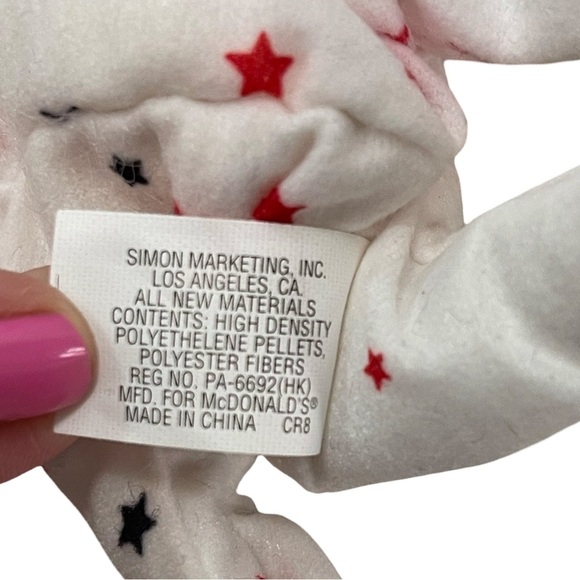 SIMON MARKETING, INC.
LOS ANGELES, CA.
ALL NEW MATERIALS
CONTENTS: HIGH DENSITY
POLYETHELENE PELLETS,
POLYESTER FIBERS
REG NO. PA-6692(HK)
MFD. FOR McDONALD'S®
MADE IN CHINA CR8